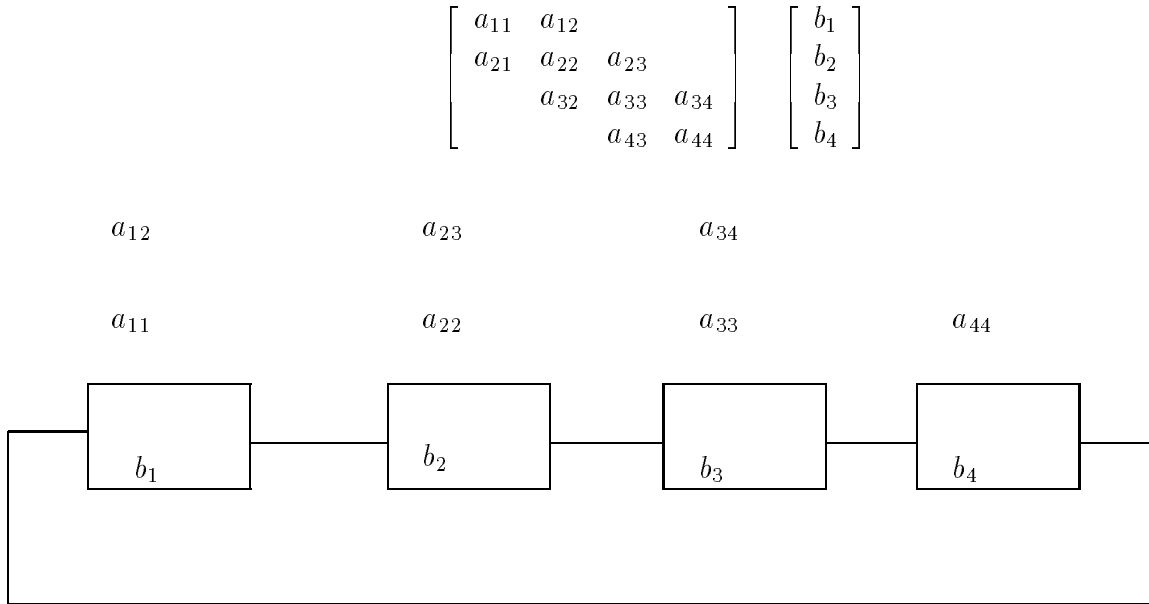 a11 a12 b1
a21 a22 a23 b2
a32 a33 a34 b3
a43 a44 b4
a12 a23 a34
a11 a22 a33 a44
b1 b2 b3 b4